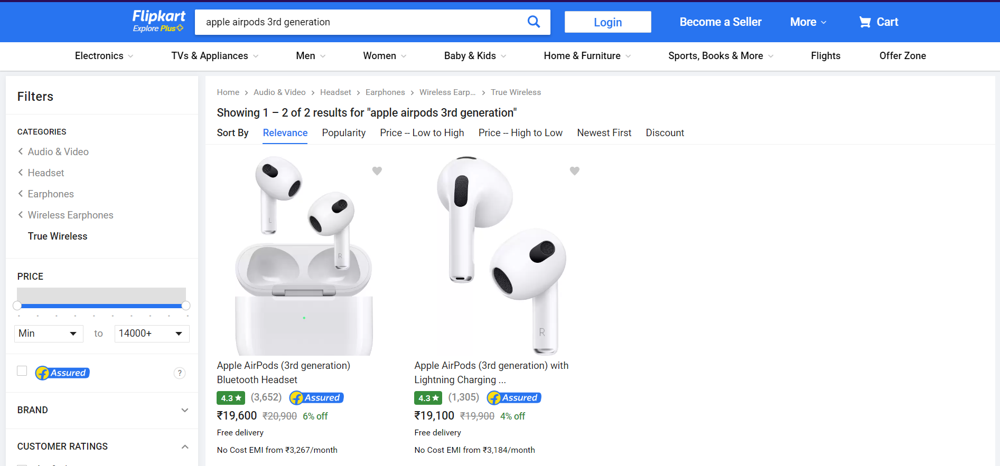 Flipkart
Explore Plus
apple airpods 3rd generation
Login
Become a Seller
More
Cart
Electronics
TVs & Appliances
Men
Women
Baby & Kids
Home & Furniture
Sports, Books & More
Flights
Offer Zone
Filters
CATEGORIES
Audio & Video
Headset
Earphones
Wireless Earphones
True Wireless
PRICE
Min
to
14000+
Assured
?
BRAND
CUSTOMER RATINGS
Home > Audio & Video > Headset > Earphones > Wireless Earp... > True Wireless
Showing 1 – 2 of 2 results for "apple airpods 3rd generation"
Sort By Relevance Popularity Price -- Low to High Price -- High to Low Newest First Discount
L
R
Apple AirPods (3rd generation)
Bluetooth Headset
4.3★ (3,652) Assured
₹19,600 ₹20,900 6% off
Free delivery
No Cost EMI from ₹3,267/month
R
Apple AirPods (3rd generation) with
Lightning Charging ...
4.3★ (1,305) Assured
₹19,100 ₹19,900 4% off
Free delivery
No Cost EMI from ₹3,184/month